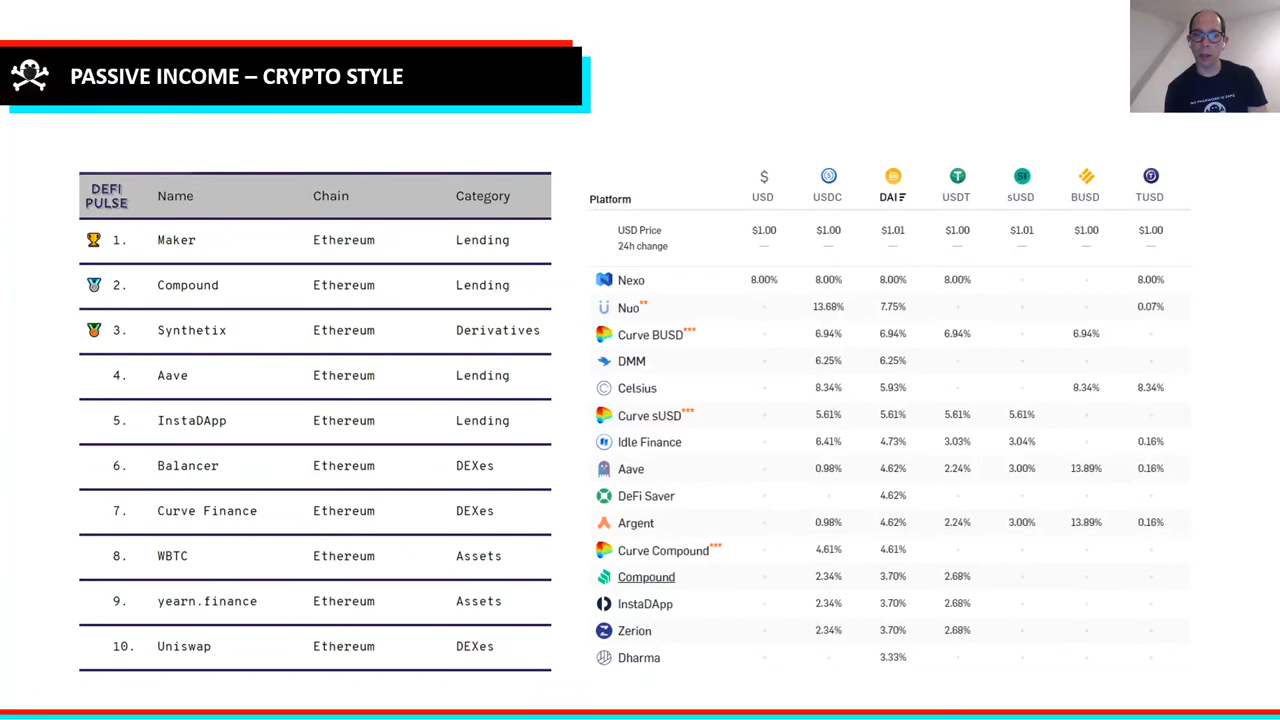 PASSIVE INCOME – CRYPTO STYLE
NO PASSWORD IS SAFE
DEFI PULSE Name Chain Category
1. Maker Ethereum Lending
2. Compound Ethereum Lending
3. Synthetix Ethereum Derivatives
4. Aave Ethereum Lending
5. InstaDApp Ethereum Lending
6. Balancer Ethereum DEXes
7. Curve Finance Ethereum DEXes
8. WBTC Ethereum Assets
9. yearn.finance Ethereum Assets
10. Uniswap Ethereum DEXes
Platform USD USDC DAI USDT sUSD BUSD TUSD
USD Price $1.00 $1.00 $1.01 $1.00 $1.01 $1.00 $1.00
24h change — — — — — — —
Nexo 8.00% 8.00% 8.00% 8.00% 8.00%
Nuo** 13.68% 7.75% 0.07%
Curve BUSD*** 6.94% 6.94% 6.94% 6.94%
DMM 6.25% 6.25%
Celsius 8.34% 5.93% 8.34% 8.34%
Curve sUSD*** 5.61% 5.61% 5.61% 5.61%
Idle Finance 6.41% 4.73% 3.03% 3.04% 0.16%
Aave 0.98% 4.62% 2.24% 3.00% 13.89% 0.16%
DeFi Saver 4.62%
Argent 0.98% 4.62% 2.24% 3.00% 13.89% 0.16%
Curve Compound*** 4.61% 4.61%
Compound 2.34% 3.70% 2.68%
InstaDApp 2.34% 3.70% 2.68%
Zerion 2.34% 3.70% 2.68%
Dharma 3.33%